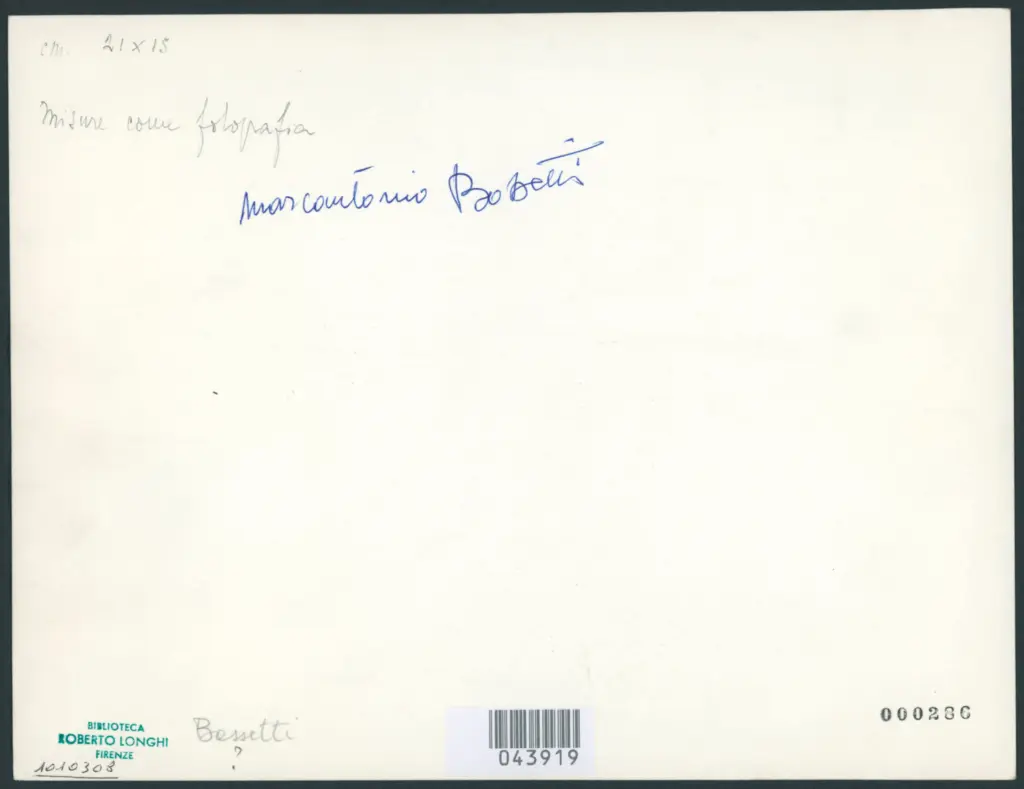 cm. 21 x 15
Misure come fotografia
Marcantonio Bassetti
BIBLIOTECA
ROBERTO LONGHI
FIRENZE
1010308
Bassetti
?
043919
000286